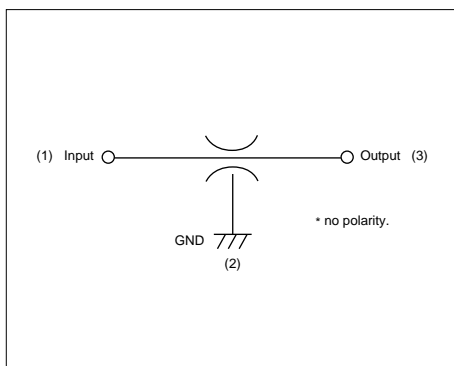 (1) Input Output (3)
* no polarity.
GND
(2)